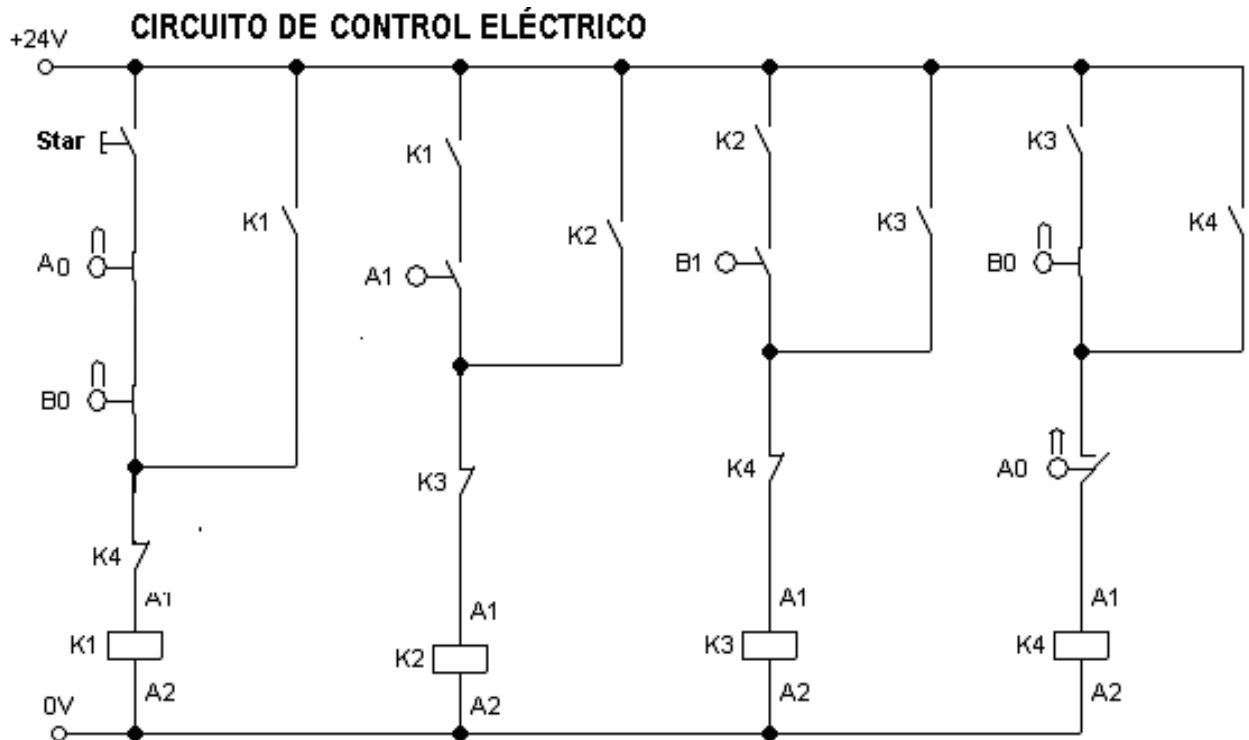 CIRCUITO DE CONTROL ELÉCTRICO
+24V
Star
K1
K2
K3
K1
K2
K3
K4
A0
A1
B1
B0
B0
K3
K4
A0
K4
A1
A1
A1
A1
K1
K2
K3
K4
A2
A2
A2
A2
0V